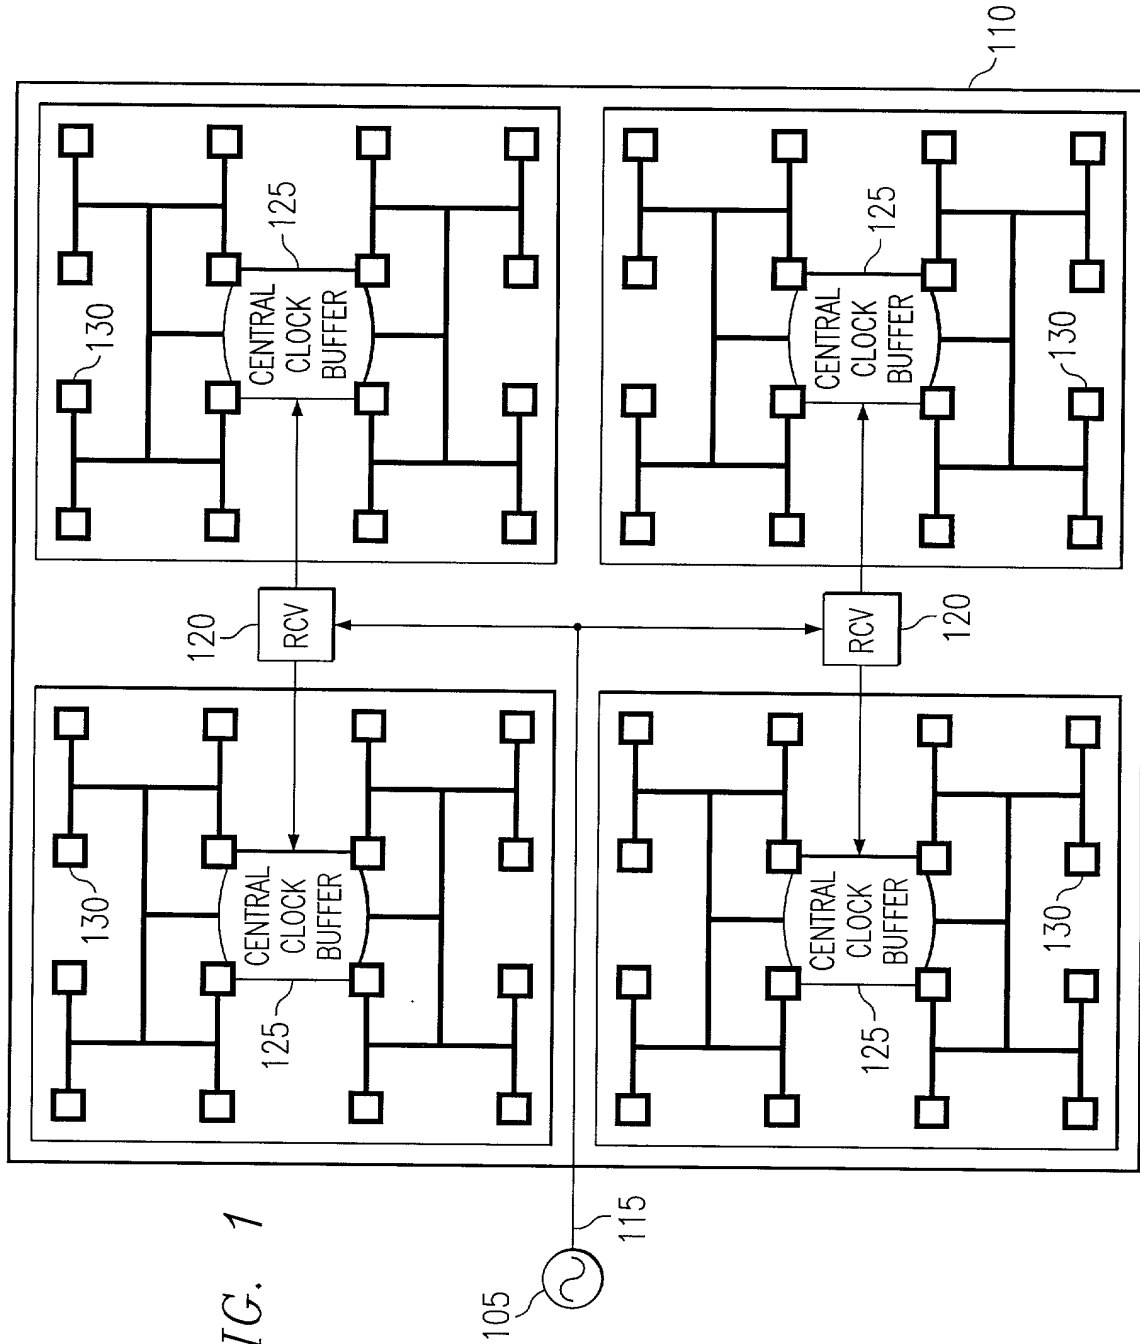 IG. 1
130
130
120
125
CENTRAL
CLOCK
BUFFER
RCV
CENTRAL
CLOCK
BUFFER
125
105
115
125
CENTRAL
CLOCK
BUFFER
RCV
CENTRAL
CLOCK
BUFFER
125
120
130
130
110